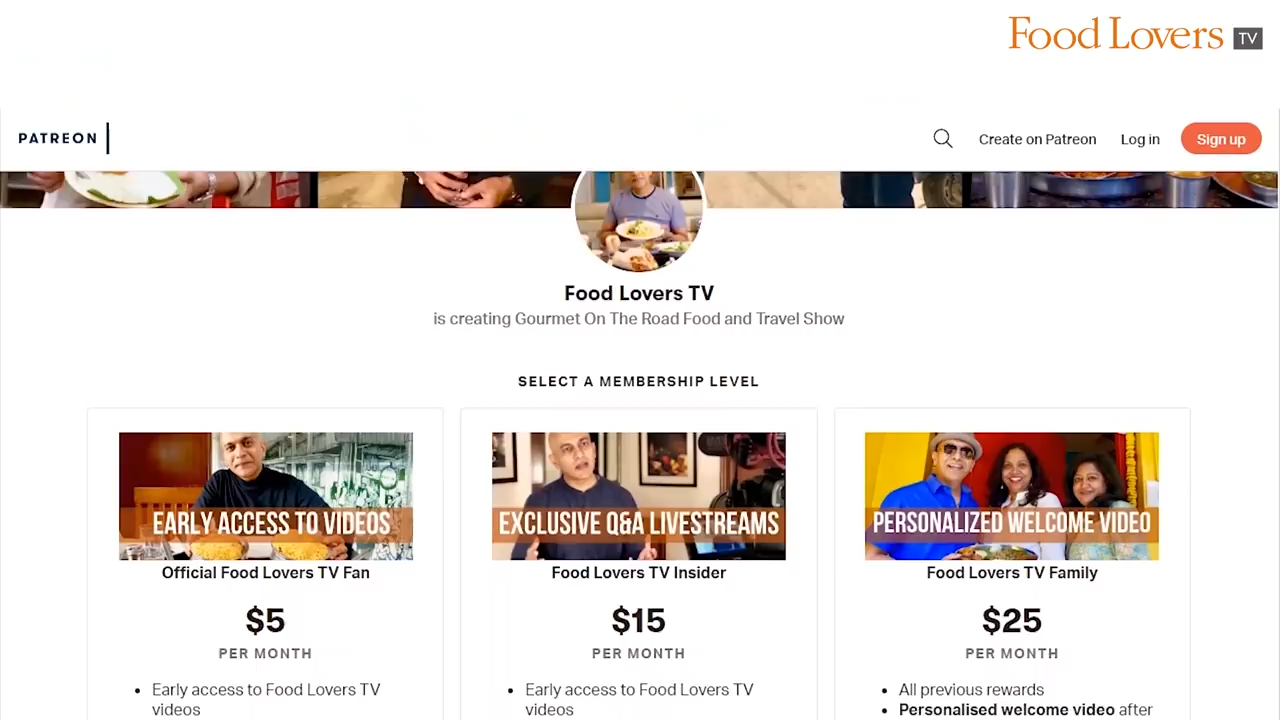 Food Lovers TV
PATREON
Create on Patreon
Log in
Sign up
Food Lovers TV
is creating Gourmet On The Road Food and Travel Show
SELECT A MEMBERSHIP LEVEL
EARLY ACCESS TO VIDEOS
Official Food Lovers TV Fan
$5
PER MONTH
Early access to Food Lovers TV
videos
EXCLUSIVE Q&A LIVESTREAMS
Food Lovers TV Insider
$15
PER MONTH
Early access to Food Lovers TV
videos
PERSONALIZED WELCOME VIDEO
Food Lovers TV Family
$25
PER MONTH
All previous rewards
Personalised welcome video after